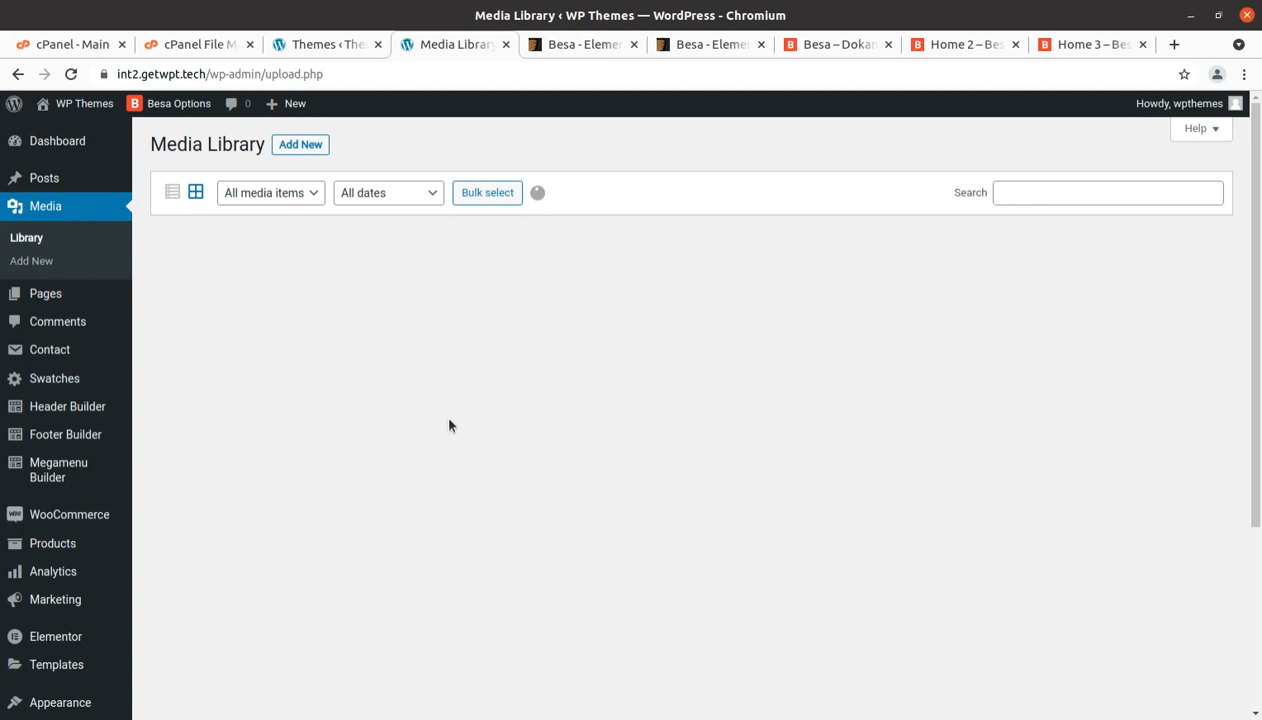 Media Library ‹ WP Themes — WordPress - Chromium
cPanel - Main
cPanel File M
Themes ‹ The
Media Library
Besa - Elemen
Besa - Elemen
Besa – Dokan
Home 2 – Bes
Home 3 – Bes
int2.getwpt.tech/wp-admin/upload.php
WP Themes
B Besa Options
0
New
Howdy, wpthemes
Dashboard
Media Library
Add New
Help
Posts
Media
All media items
All dates
Bulk select
Search
Library
Add New
Pages
Comments
Contact
Swatches
Header Builder
Footer Builder
Megamenu
Builder
WooCommerce
Products
Analytics
Marketing
Elementor
Templates
Appearance